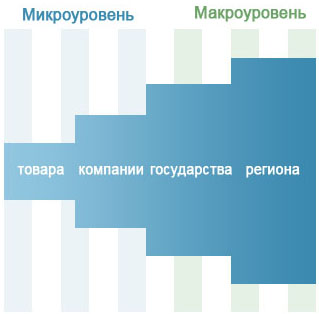 Микроуровень Макроуровень
товара компании государства региона